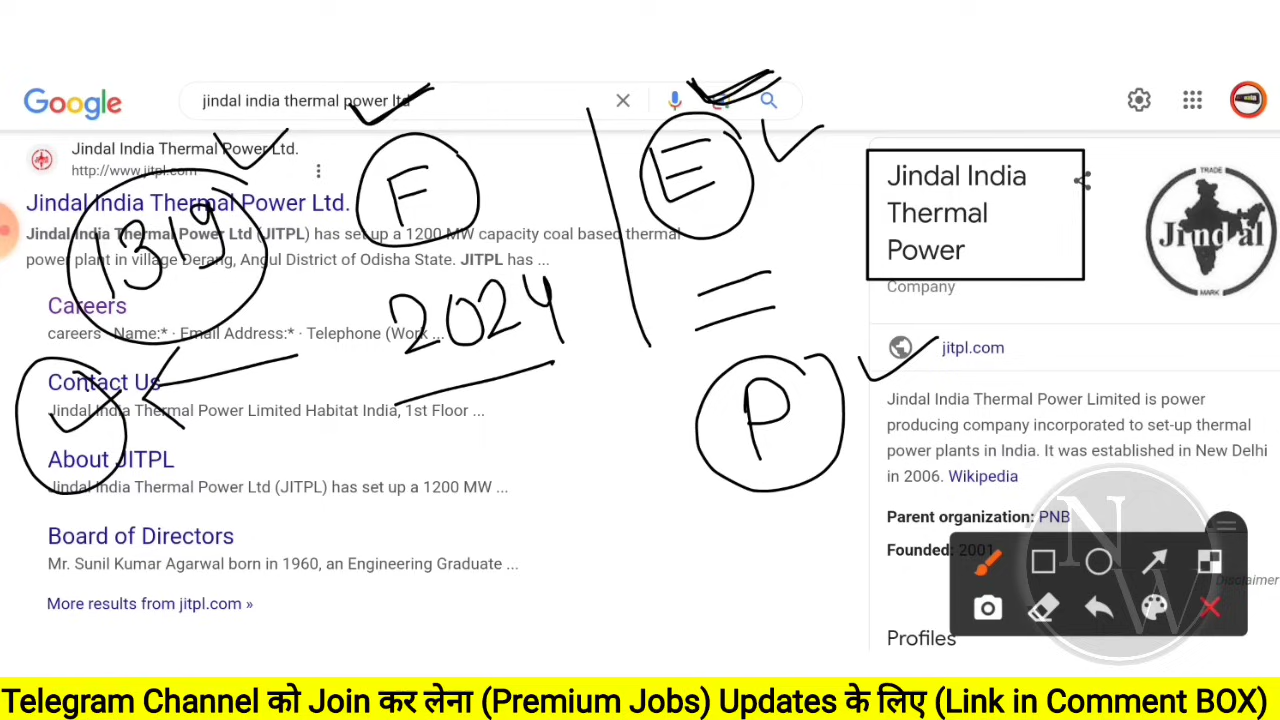 Google
jindal india thermal power ltd
Jindal India Thermal Power Ltd.
http://www.jitpl.com
Jindal India Thermal Power Ltd.
Jindal India Thermal Power Ltd (JITPL) has set up a 1200 MW capacity coal based thermal
power plant in village Derang, Angul District of Odisha State. JITPL has ...
Careers
careers · Name:* · Email Address:* · Telephone (Work ...
Contact Us
Jindal India Thermal Power Limited Habitat India, 1st Floor ...
About JITPL
Jindal India Thermal Power Ltd (JITPL) has set up a 1200 MW ...
Board of Directors
Mr. Sunil Kumar Agarwal born in 1960, an Engineering Graduate ...
More results from jitpl.com »
1319
F
2024
E
=
P
Jindal India
Thermal
Power
Company
TRADE
Jindal
MARK
jitpl.com
Jindal India Thermal Power Limited is power
producing company incorporated to set-up thermal
power plants in India. It was established in New Delhi
in 2006. Wikipedia
Parent organization: PNB
Founded: 2001
Disclaimer
NW
Profiles
Telegram Channel को Join कर लेना (Premium Jobs) Updates के लिए (Link in Comment BOX)